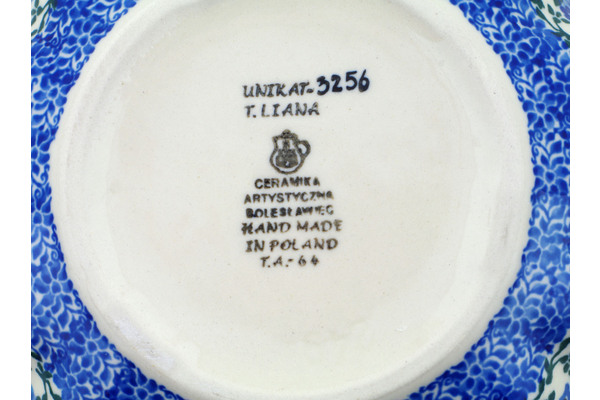 UNIKAT-3256
T. LIANA
CERAMIKA
ARTYSTYCZNA
BOLESŁAWIEC
HAND MADE
IN POLAND
T.A.-64